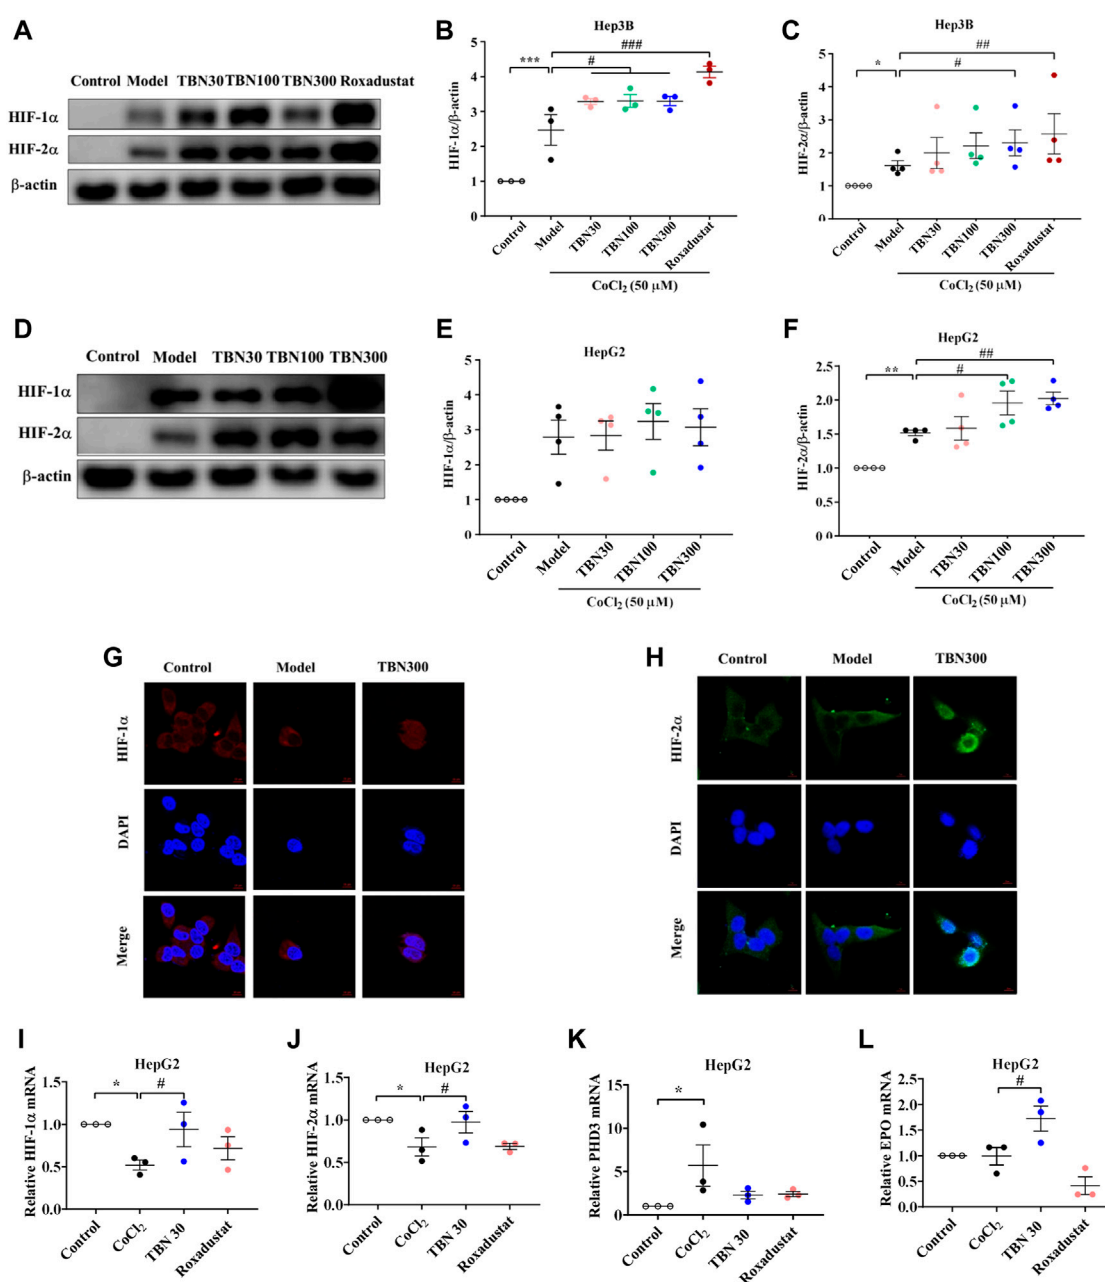 A
Control Model TBN30 TBN100 TBN300 Roxadustat
HIF-1α
HIF-2α
β-actin
B
Hep3B
###
***
#
HIF-1α/β-actin
5
4
3
2
1
0
Control
Model
TBN30
TBN100
TBN300
Roxadustat
CoCl₂ (50 μM)
C
Hep3B
##
*
#
HIF-2α/β-actin
5
4
3
2
1
0
Control
Model
TBN30
TBN100
TBN300
Roxadustat
CoCl₂ (50 μM)
D
Control Model TBN30 TBN100 TBN300
HIF-1α
HIF-2α
β-actin
E
HepG2
HIF-1α/β-actin
5
4
3
2
1
0
Control
Model
TBN30
TBN100
TBN300
CoCl₂ (50 μM)
F
HepG2
##
**
#
HIF-2α/β-actin
2.5
2.0
1.5
1.0
0.5
0.0
Control
Model
TBN30
TBN100
TBN300
CoCl₂ (50 μM)
G
Control Model TBN300
HIF-1α
DAPI
Merge
H
Control Model TBN300
HIF-2α
DAPI
Merge
I
HepG2
*
#
Relative HIF-1α mRNA
1.5
1.0
0.5
0.0
Control
CoCl₂
TBN 30
Roxadustat
J
HepG2
*
#
Relative HIF-2α mRNA
1.5
1.0
0.5
0.0
Control
CoCl₂
TBN 30
Roxadustat
K
HepG2
*
Relative PHD3 mRNA
15
10
5
0
Control
CoCl₂
TBN 30
Roxadustat
L
HepG2
#
Relative EPO mRNA
2.5
2.0
1.5
1.0
0.5
0.0
Control
CoCl₂
TBN 30
Roxadustat